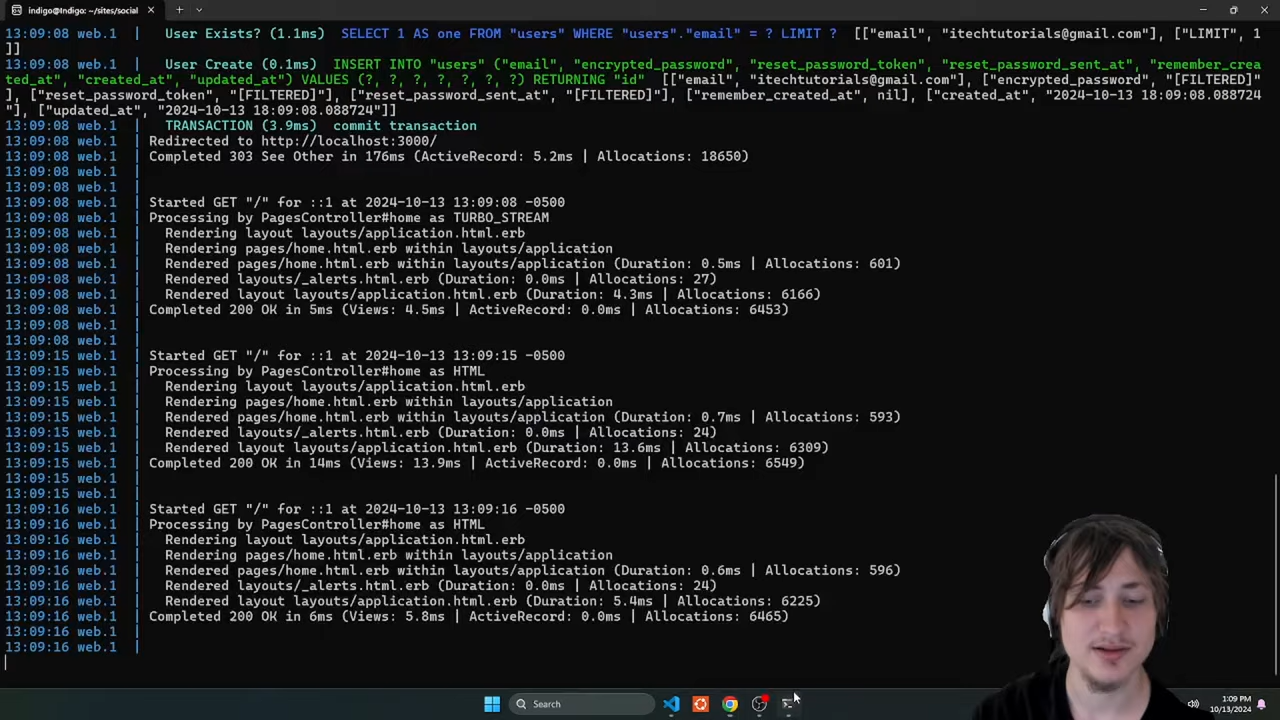 indigo@Indigo: ~/sites/social
13:09:08 web.1 | User Exists? (1.1ms) SELECT 1 AS one FROM "users" WHERE "users"."email" = ? LIMIT ? [["email", "itechtutorials@gmail.com"], ["LIMIT", 1
]]
13:09:08 web.1 | User Create (0.1ms) INSERT INTO "users" ("email", "encrypted_password", "reset_password_token", "reset_password_sent_at", "remember_crea
ted_at", "created_at", "updated_at") VALUES (?, ?, ?, ?, ?, ?, ?) RETURNING "id" [["email", "itechtutorials@gmail.com"], ["encrypted_password", "[FILTERED]"
], ["reset_password_token", "[FILTERED]"], ["reset_password_sent_at", "[FILTERED]"], ["remember_created_at", nil], ["created_at", "2024-10-13 18:09:08.088724
"], ["updated_at", "2024-10-13 18:09:08.088724"]]
13:09:08 web.1 | TRANSACTION (3.9ms) commit transaction
13:09:08 web.1 | Redirected to http://localhost:3000/
13:09:08 web.1 | Completed 303 See Other in 176ms (ActiveRecord: 5.2ms | Allocations: 18650)
13:09:08 web.1 |
13:09:08 web.1 |
13:09:08 web.1 | Started GET "/" for ::1 at 2024-10-13 13:09:08 -0500
13:09:08 web.1 | Processing by PagesController#home as TURBO_STREAM
13:09:08 web.1 | Rendering layout layouts/application.html.erb
13:09:08 web.1 | Rendering pages/home.html.erb within layouts/application
13:09:08 web.1 | Rendered pages/home.html.erb within layouts/application (Duration: 0.5ms | Allocations: 601)
13:09:08 web.1 | Rendered layouts/_alerts.html.erb (Duration: 0.0ms | Allocations: 27)
13:09:08 web.1 | Rendered layout layouts/application.html.erb (Duration: 4.3ms | Allocations: 6166)
13:09:08 web.1 | Completed 200 OK in 5ms (Views: 4.5ms | ActiveRecord: 0.0ms | Allocations: 6453)
13:09:08 web.1 |
13:09:08 web.1 |
13:09:15 web.1 | Started GET "/" for ::1 at 2024-10-13 13:09:15 -0500
13:09:15 web.1 | Processing by PagesController#home as HTML
13:09:15 web.1 | Rendering layout layouts/application.html.erb
13:09:15 web.1 | Rendering pages/home.html.erb within layouts/application
13:09:15 web.1 | Rendered pages/home.html.erb within layouts/application (Duration: 0.7ms | Allocations: 593)
13:09:15 web.1 | Rendered layouts/_alerts.html.erb (Duration: 0.0ms | Allocations: 24)
13:09:15 web.1 | Rendered layout layouts/application.html.erb (Duration: 13.6ms | Allocations: 6309)
13:09:15 web.1 | Completed 200 OK in 14ms (Views: 13.9ms | ActiveRecord: 0.0ms | Allocations: 6549)
13:09:15 web.1 |
13:09:15 web.1 |
13:09:16 web.1 | Started GET "/" for ::1 at 2024-10-13 13:09:16 -0500
13:09:16 web.1 | Processing by PagesController#home as HTML
13:09:16 web.1 | Rendering layout layouts/application.html.erb
13:09:16 web.1 | Rendering pages/home.html.erb within layouts/application
13:09:16 web.1 | Rendered pages/home.html.erb within layouts/application (Duration: 0.6ms | Allocations: 596)
13:09:16 web.1 | Rendered layouts/_alerts.html.erb (Duration: 0.0ms | Allocations: 24)
13:09:16 web.1 | Rendered layout layouts/application.html.erb (Duration: 5.4ms | Allocations: 6225)
13:09:16 web.1 | Completed 200 OK in 6ms (Views: 5.8ms | ActiveRecord: 0.0ms | Allocations: 6465)
13:09:16 web.1 |
13:09:16 web.1 |
Search
1:09 PM
10/13/2024